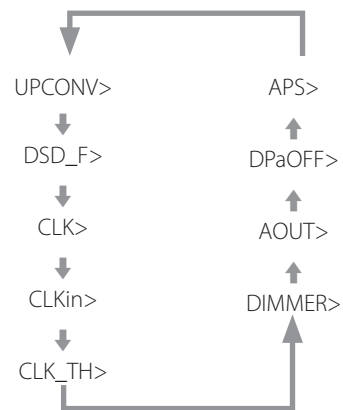 UPCONV>
DSD_F>
CLK>
CLKin>
CLK_TH>
DIMMER>
AOUT>
DPaOFF>
APS>